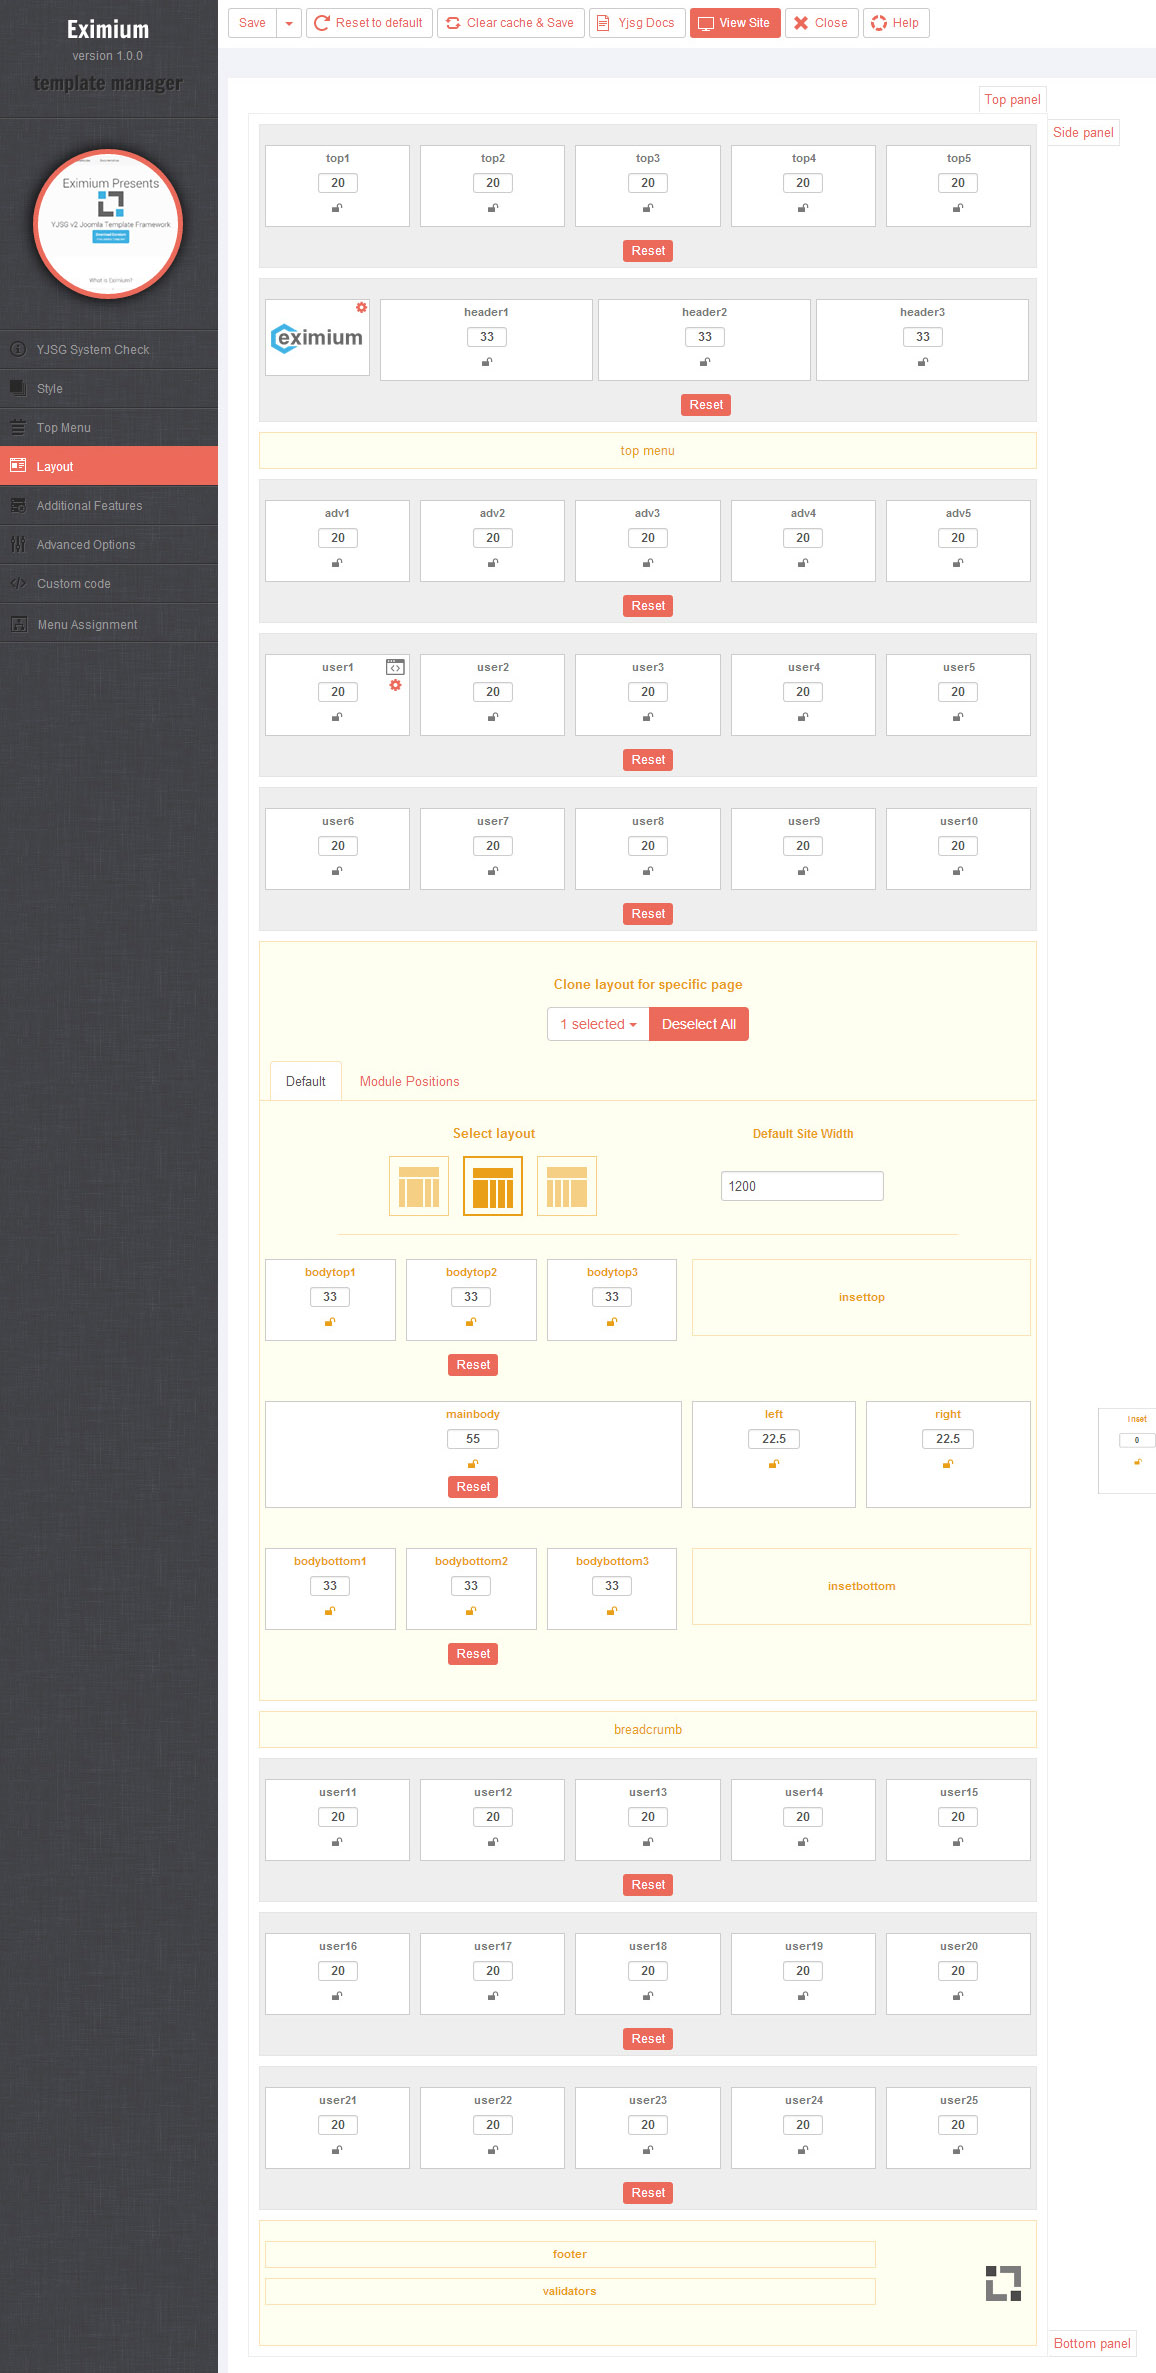 Eximium
version 1.0.0
template manager
Eximium Presents
YJSG v2 Joomla Template Framework
What is Eximium?
YJSG System Check
Style
Top Menu
Layout
Additional Features
Advanced Options
Custom code
Menu Assignment
Save Reset to default Clear cache & Save Yjsg Docs View Site Close Help
Top panel
Side panel
top1 top2 top3 top4 top5
20 20 20 20 20
Reset
eximium
header1 header2 header3
33 33 33
Reset
top menu
adv1 adv2 adv3 adv4 adv5
20 20 20 20 20
Reset
user1 user2 user3 user4 user5
20 20 20 20 20
Reset
user6 user7 user8 user9 user10
20 20 20 20 20
Reset
Clone layout for specific page
1 selected Deselect All
Default Module Positions
Select layout Default Site Width
1200
bodytop1 bodytop2 bodytop3
33 33 33
insettop
Reset
mainbody left right
55 22.5 22.5
Reset
Inset
0
bodybottom1 bodybottom2 bodybottom3
33 33 33
insetbottom
Reset
breadcrumb
user11 user12 user13 user14 user15
20 20 20 20 20
Reset
user16 user17 user18 user19 user20
20 20 20 20 20
Reset
user21 user22 user23 user24 user25
20 20 20 20 20
Reset
footer
validators
Bottom panel